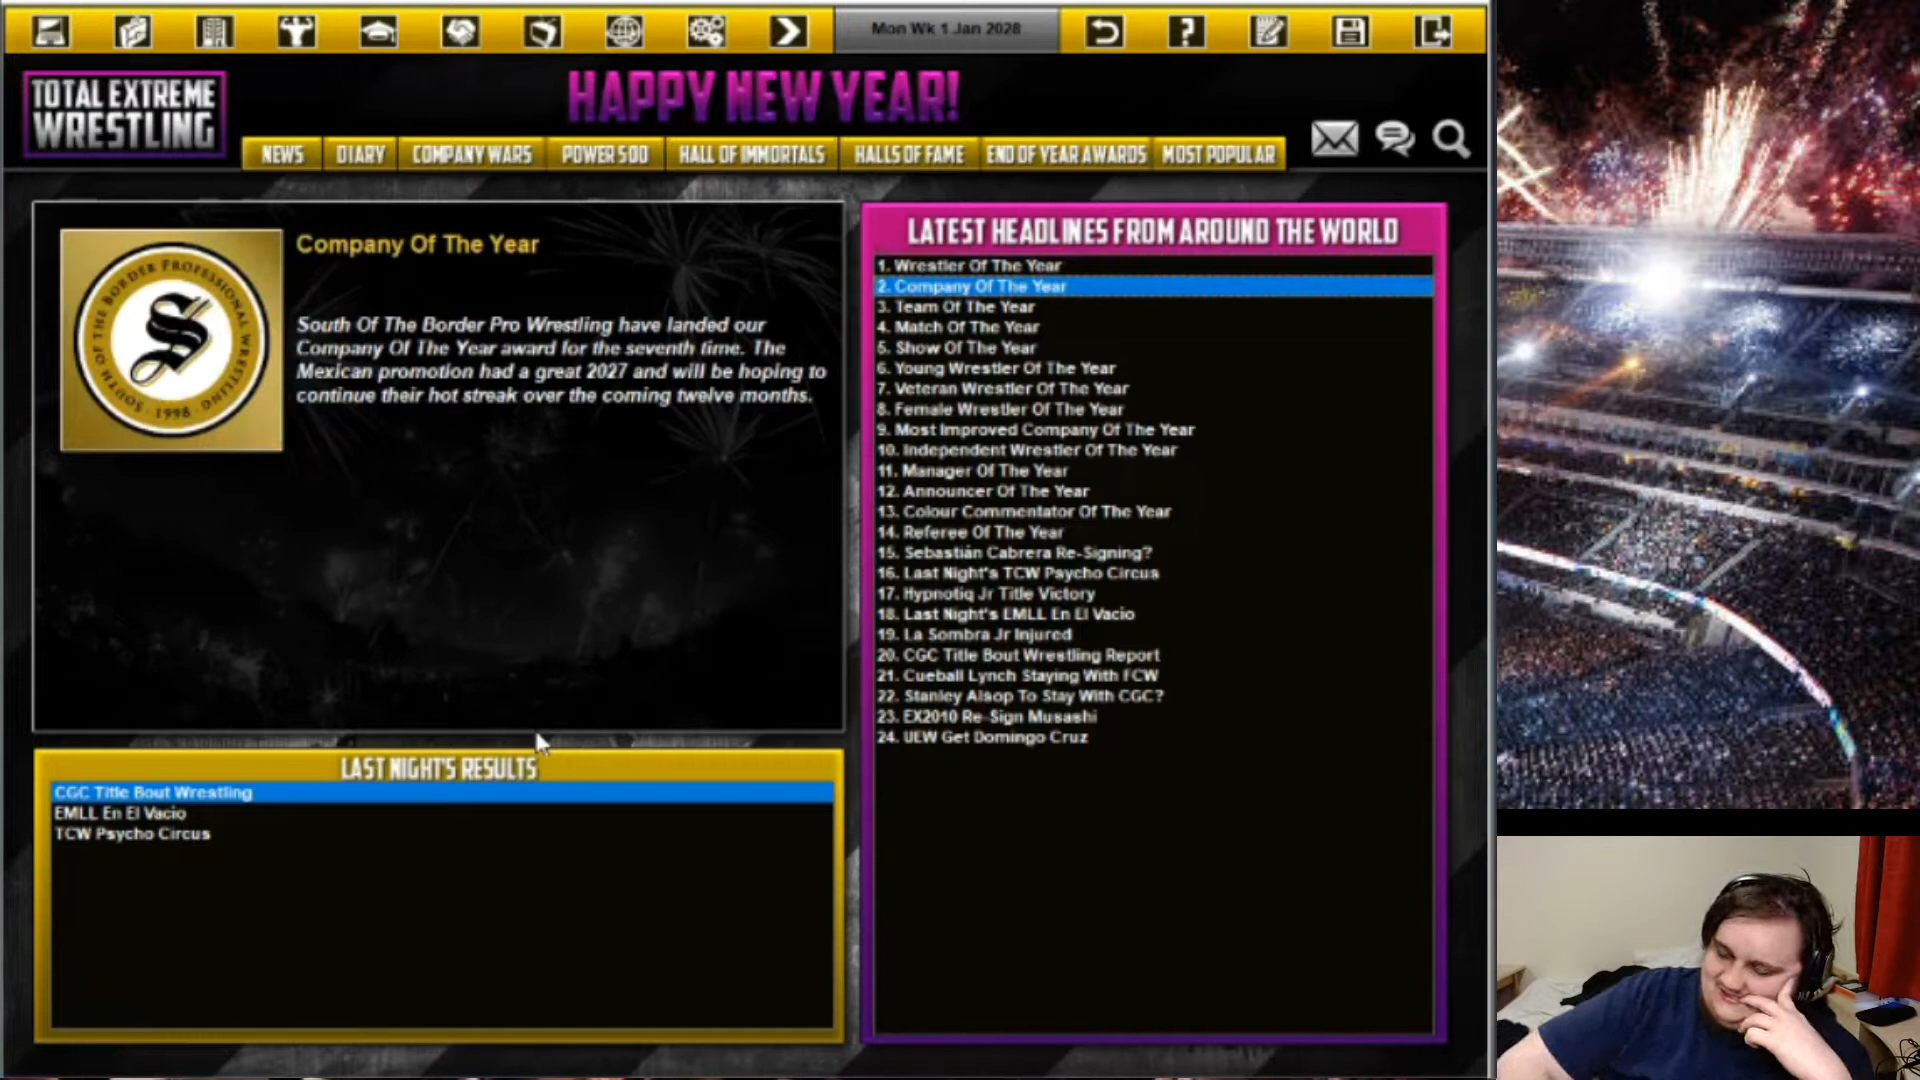 Mon Wk 1 Jan 2028
TOTAL EXTREME
WRESTLING
HAPPY NEW YEAR!
NEWS
DIARY
COMPANY WARS
POWER 500
HALL OF IMMORTALS
HALLS OF FAME
END OF YEAR AWARDS
MOST POPULAR
SOUTH OF THE BORDER PROFESSIONAL WRESTLING
S
1998
Company Of The Year
South Of The Border Pro Wrestling have landed our
Company Of The Year award for the seventh time. The
Mexican promotion had a great 2027 and will be hoping to
continue their hot streak over the coming twelve months.
LATEST HEADLINES FROM AROUND THE WORLD
1. Wrestler Of The Year
2. Company Of The Year
3. Team Of The Year
4. Match Of The Year
5. Show Of The Year
6. Young Wrestler Of The Year
7. Veteran Wrestler Of The Year
8. Female Wrestler Of The Year
9. Most Improved Company Of The Year
10. Independent Wrestler Of The Year
11. Manager Of The Year
12. Announcer Of The Year
13. Colour Commentator Of The Year
14. Referee Of The Year
15. Sebastián Cabrera Re-Signing?
16. Last Night's TCW Psycho Circus
17. Hypnotiq Jr Title Victory
18. Last Night's EMLL En El Vacio
19. La Sombra Jr Injured
20. CGC Title Bout Wrestling Report
21. Cueball Lynch Staying With FCW
22. Stanley Alsop To Stay With CGC?
23. EX2010 Re-Sign Musashi
24. UEW Get Domingo Cruz
LAST NIGHT'S RESULTS
CGC Title Bout Wrestling
EMLL En El Vacio
TCW Psycho Circus